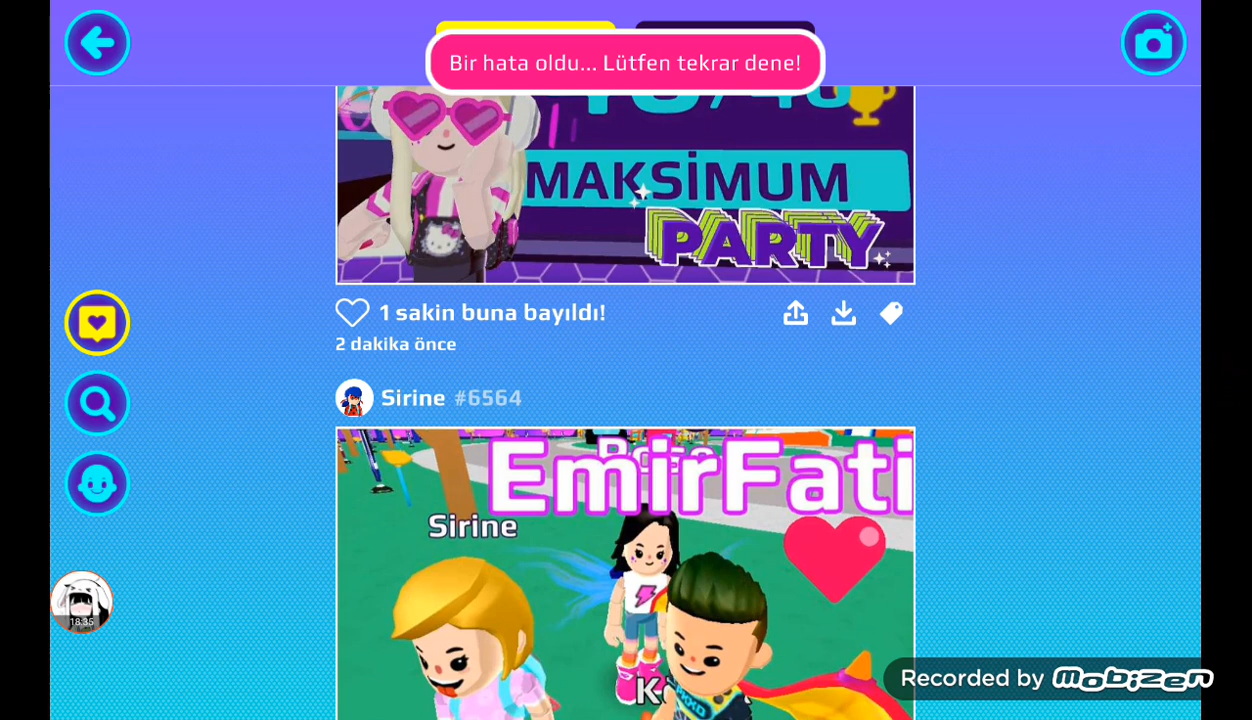 Bir hata oldu... Lütfen tekrar dene!
MAKSİMUM
PARTY
1 sakin buna bayıldı!
2 dakika önce
Sirine #6564
EmirFati
Sirine
18:35
Recorded by mobizen